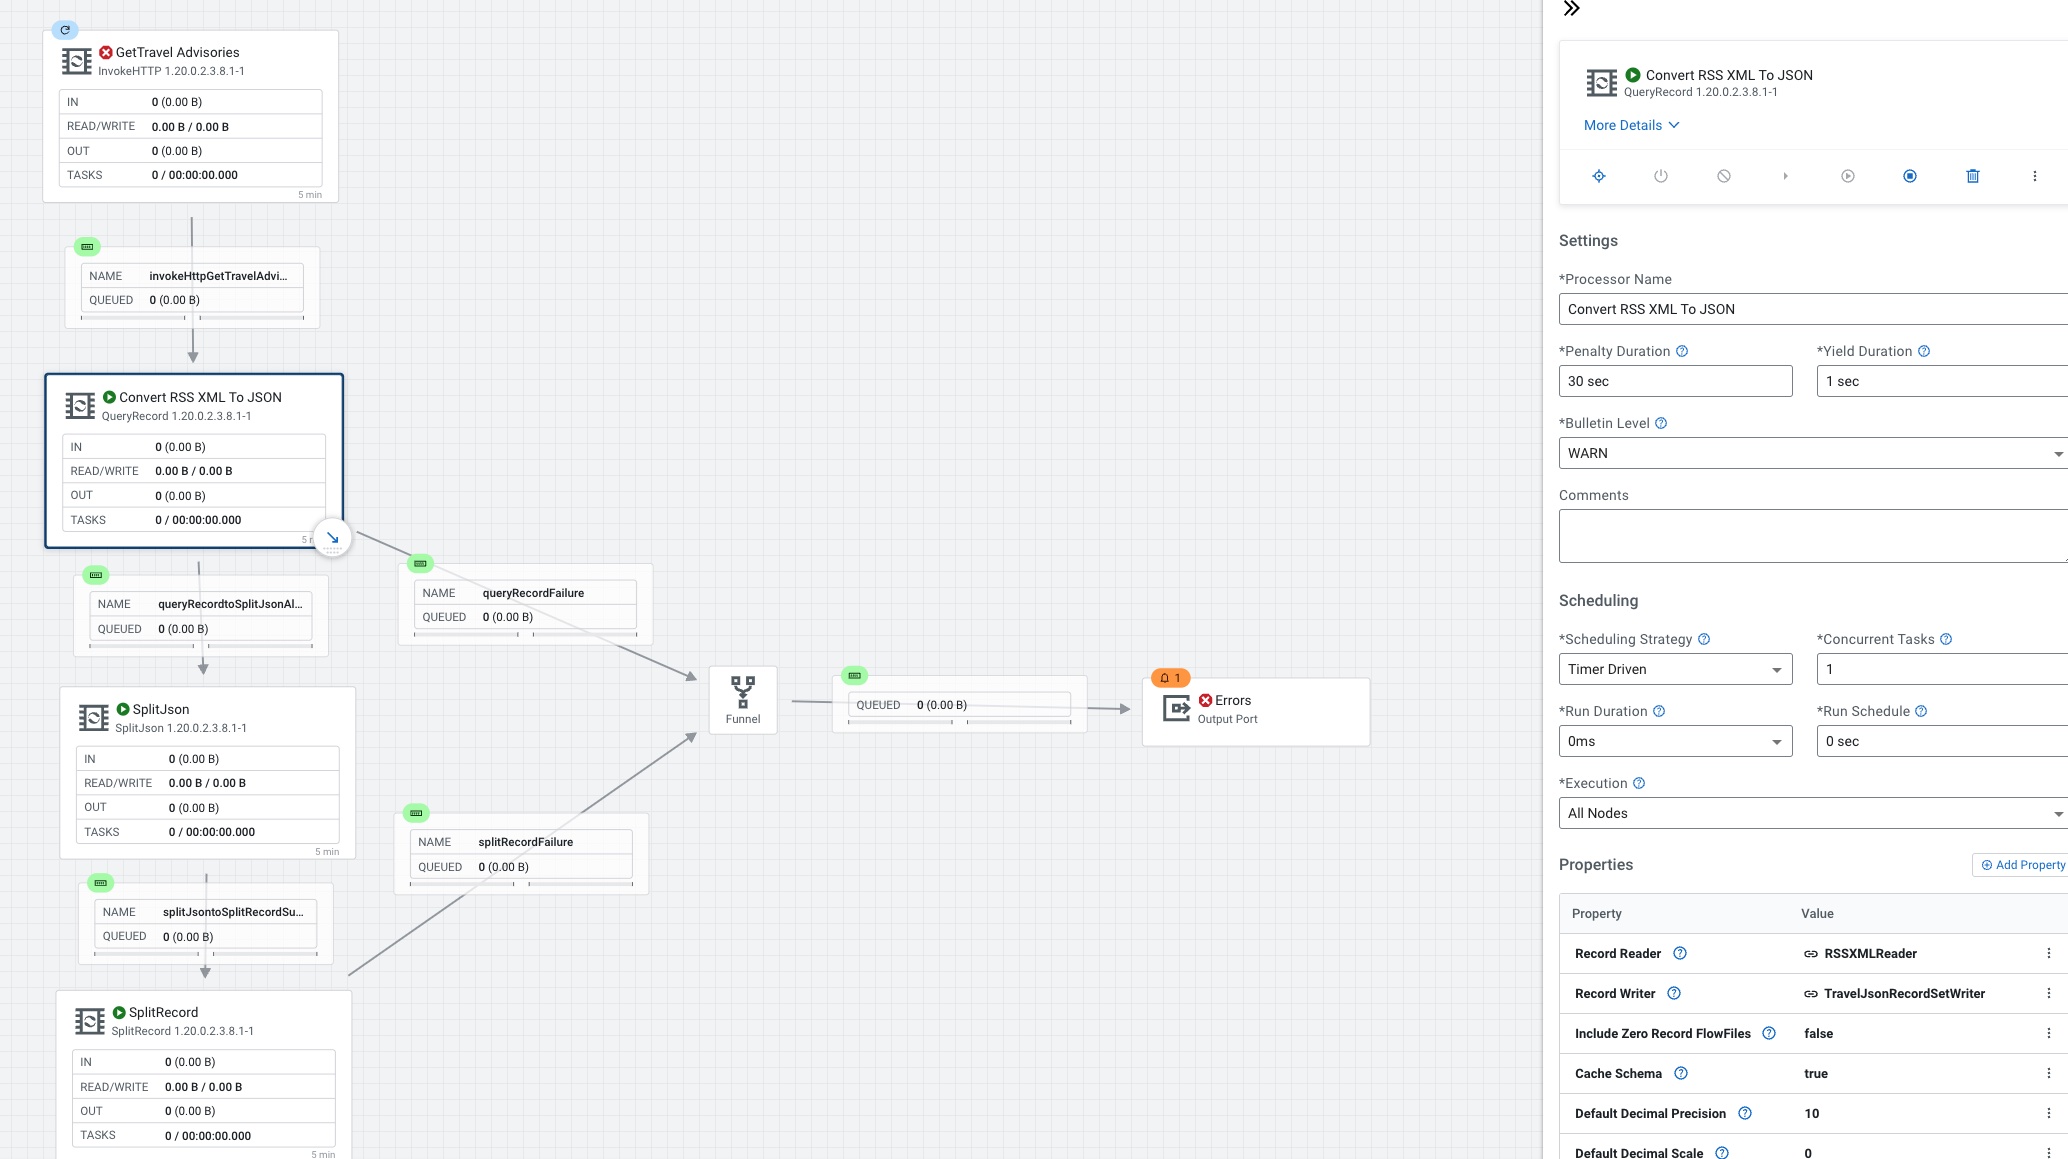 GetTravel Advisories
InvokeHTTP 1.20.0.2.3.8.1-1
IN 0 (0.00 B)
READ/WRITE 0.00 B / 0.00 B
OUT 0 (0.00 B)
TASKS 0 / 00:00:00.000
5 min
NAME invokeHttpGetTravelAdvi...
QUEUED 0 (0.00 B)
Convert RSS XML To JSON
QueryRecord 1.20.0.2.3.8.1-1
IN 0 (0.00 B)
READ/WRITE 0.00 B / 0.00 B
OUT 0 (0.00 B)
TASKS 0 / 00:00:00.000
5
NAME queryRecordtoSplitJsonAl...
QUEUED 0 (0.00 B)
NAME queryRecordFailure
QUEUED 0 (0.00 B)
SplitJson
SplitJson 1.20.0.2.3.8.1-1
IN 0 (0.00 B)
READ/WRITE 0.00 B / 0.00 B
OUT 0 (0.00 B)
TASKS 0 / 00:00:00.000
5 min
Funnel
QUEUED 0 (0.00 B)
1
Errors
Output Port
NAME splitRecordFailure
QUEUED 0 (0.00 B)
NAME splitJsontoSplitRecordSu...
QUEUED 0 (0.00 B)
SplitRecord
SplitRecord 1.20.0.2.3.8.1-1
IN 0 (0.00 B)
READ/WRITE 0.00 B / 0.00 B
OUT 0 (0.00 B)
TASKS 0 / 00:00:00.000
5 min
Convert RSS XML To JSON
QueryRecord 1.20.0.2.3.8.1-1
More Details
Settings
*Processor Name
Convert RSS XML To JSON
*Penalty Duration *Yield Duration
30 sec 1 sec
*Bulletin Level
WARN
Comments
Scheduling
*Scheduling Strategy *Concurrent Tasks
Timer Driven 1
*Run Duration *Run Schedule
0ms 0 sec
*Execution
All Nodes
Properties Add Property
Property Value
Record Reader RSSXMLReader
Record Writer TravelJsonRecordSetWriter
Include Zero Record FlowFiles false
Cache Schema true
Default Decimal Precision 10
Default Decimal Scale 0